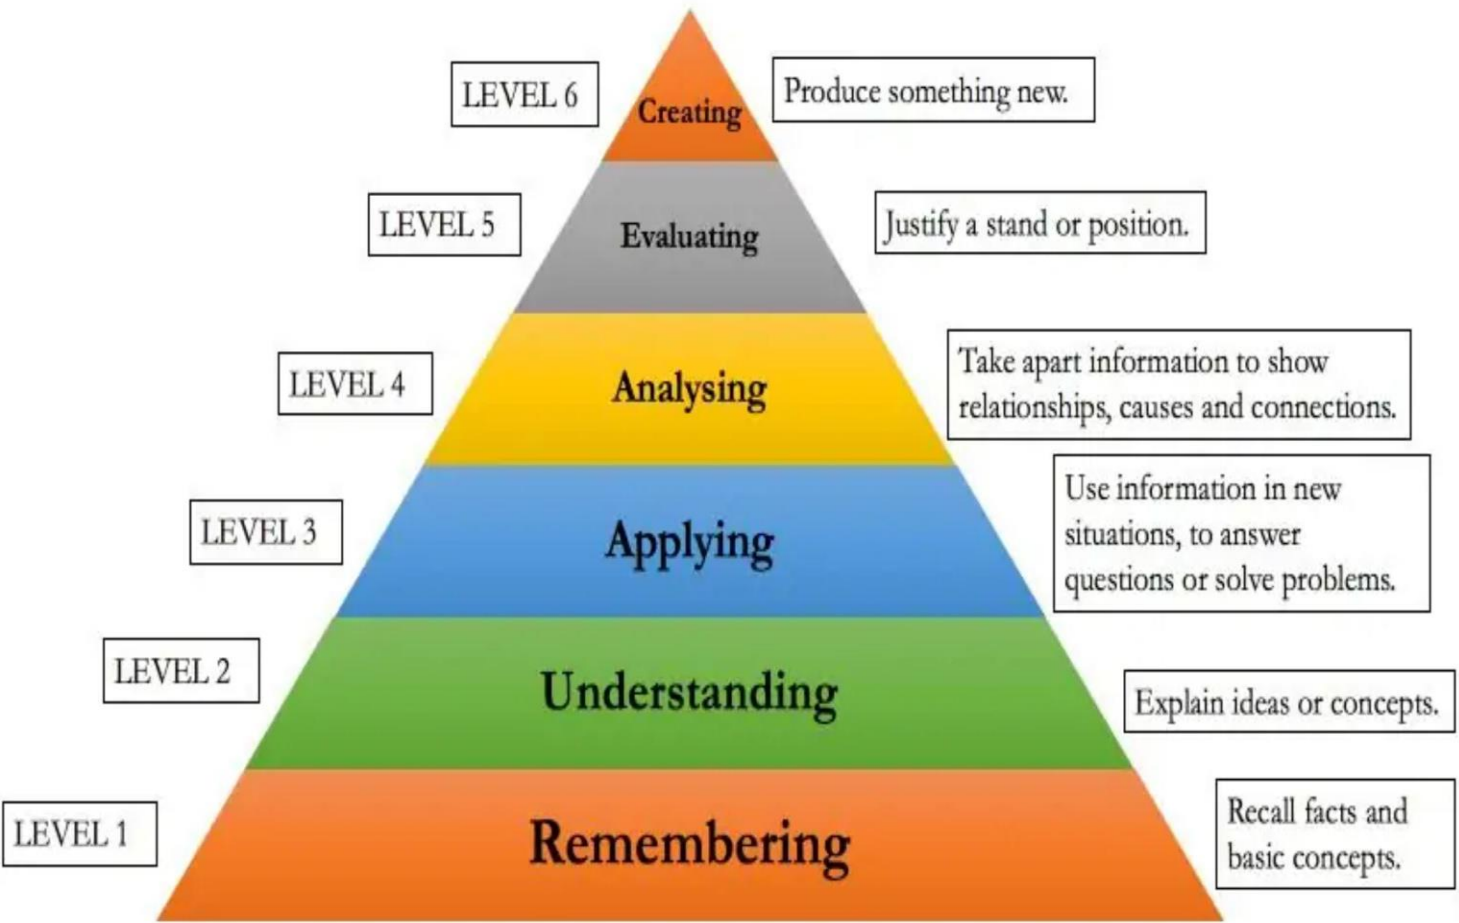 LEVEL 6
Creating
Produce something new.
LEVEL 5
Evaluating
Justify a stand or position.
LEVEL 4
Analysing
Take apart information to show
relationships, causes and connections.
LEVEL 3
Applying
Use information in new
situations, to answer
questions or solve problems.
LEVEL 2
Understanding
Explain ideas or concepts.
LEVEL 1
Remembering
Recall facts and
basic concepts.